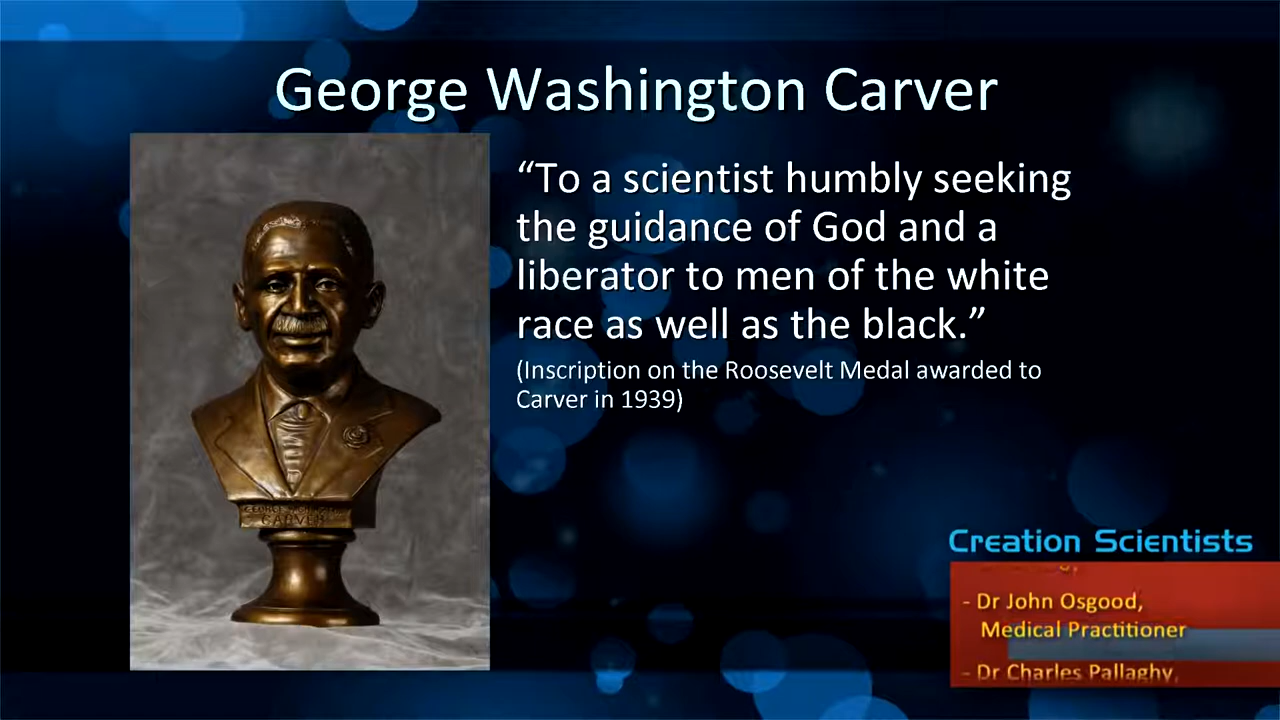 George Washington Carver
“To a scientist humbly seeking
the guidance of God and a
liberator to men of the white
race as well as the black.”
(Inscription on the Roosevelt Medal awarded to
Carver in 1939)
CARVER
Creation Scientists
- Dr John Osgood,
Medical Practitioner
- Dr Charles Pallaghy,